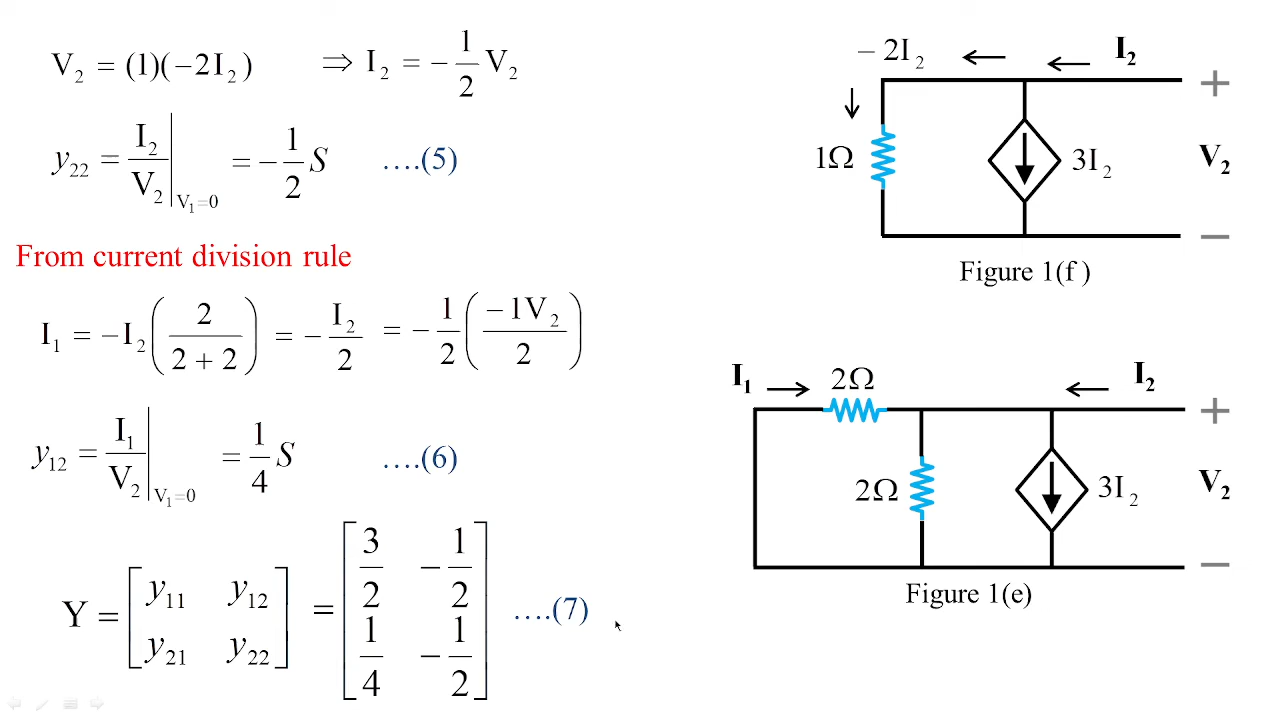 V₂ = (1)(−2I₂) ⇒ I₂ = −1/2 V₂
y₂₂ = I₂/V₂ |V₁=0 = −1/2 S ….(5)
From current division rule
I₁ = −I₂(2/(2+2)) = −I₂/2 = −1/2(−1V₂/2)
y₁₂ = I₁/V₂ |V₁=0 = 1/4 S ….(6)
Y = [y₁₁ y₁₂; y₂₁ y₂₂] = [3/2 −1/2; 1/4 −1/2] ….(7)
−2I₂
I₂
+
1Ω
3I₂
V₂
−
Figure 1(f )
I₁
2Ω
I₂
+
2Ω
3I₂
V₂
−
Figure 1(e)